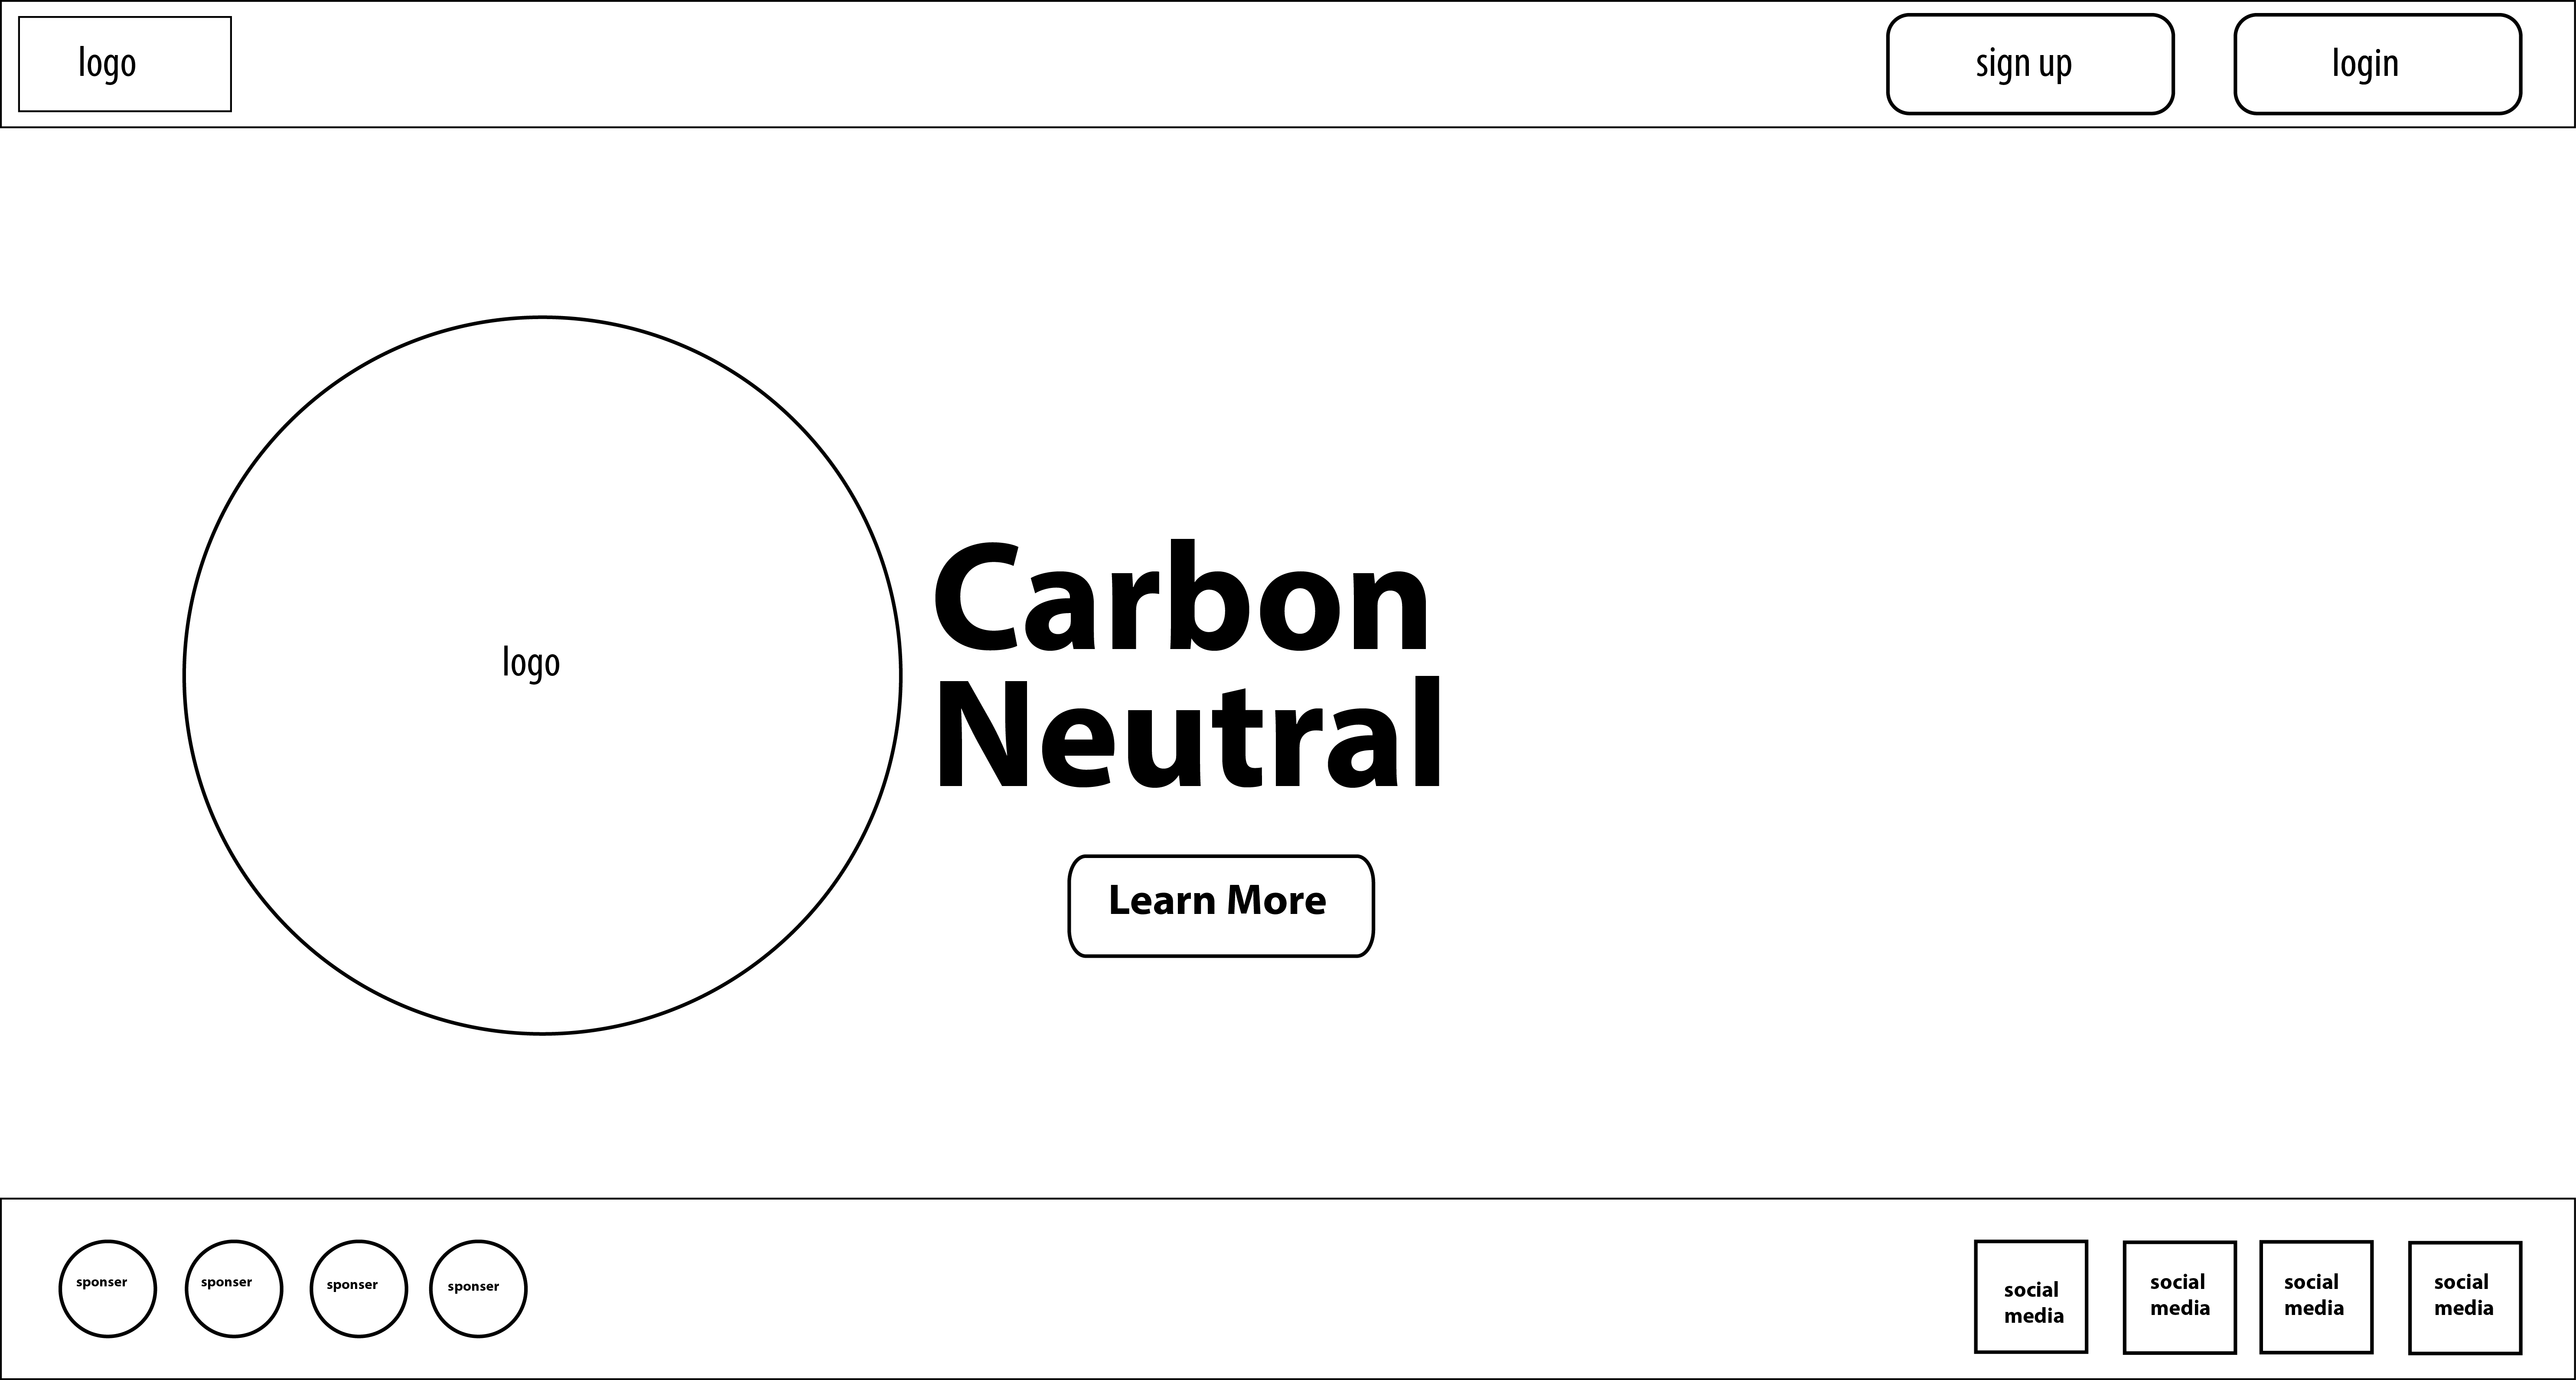 logo
sign up
login
logo
Carbon
Neutral
Learn More
sponser
sponser
sponser
sponser
social
media
social
media
social
media
social
media